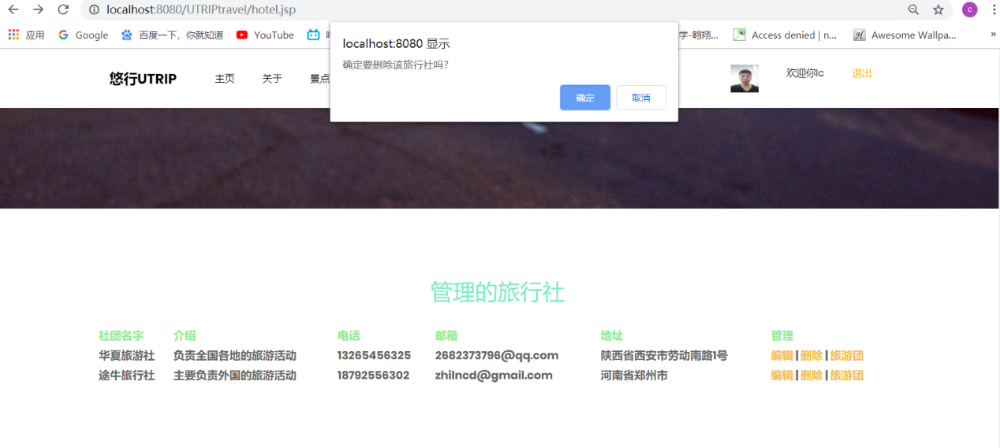 localhost:8080/UTRIPtravel/hotel.jsp
应用 Google 百度一下，你就知道 YouTube 学-翱翔... Access denied | n... Awesome Wallpa... »
localhost:8080 显示
确定要删除该旅行社吗?
确定 取消
悠行UTRIP 主页 关于 景点 欢迎你lc 退出
管理的旅行社
社团名字 介绍 电话 邮箱 地址 管理
华夏旅游社 负责全国各地的旅游活动 13265456325 2682373796@qq.com 陕西省西安市劳动南路1号 编辑 | 删除 | 旅游团
途牛旅行社 主要负责外国的旅游活动 18792556302 zhilncd@gmail.com 河南省郑州市 编辑 | 删除 | 旅游团